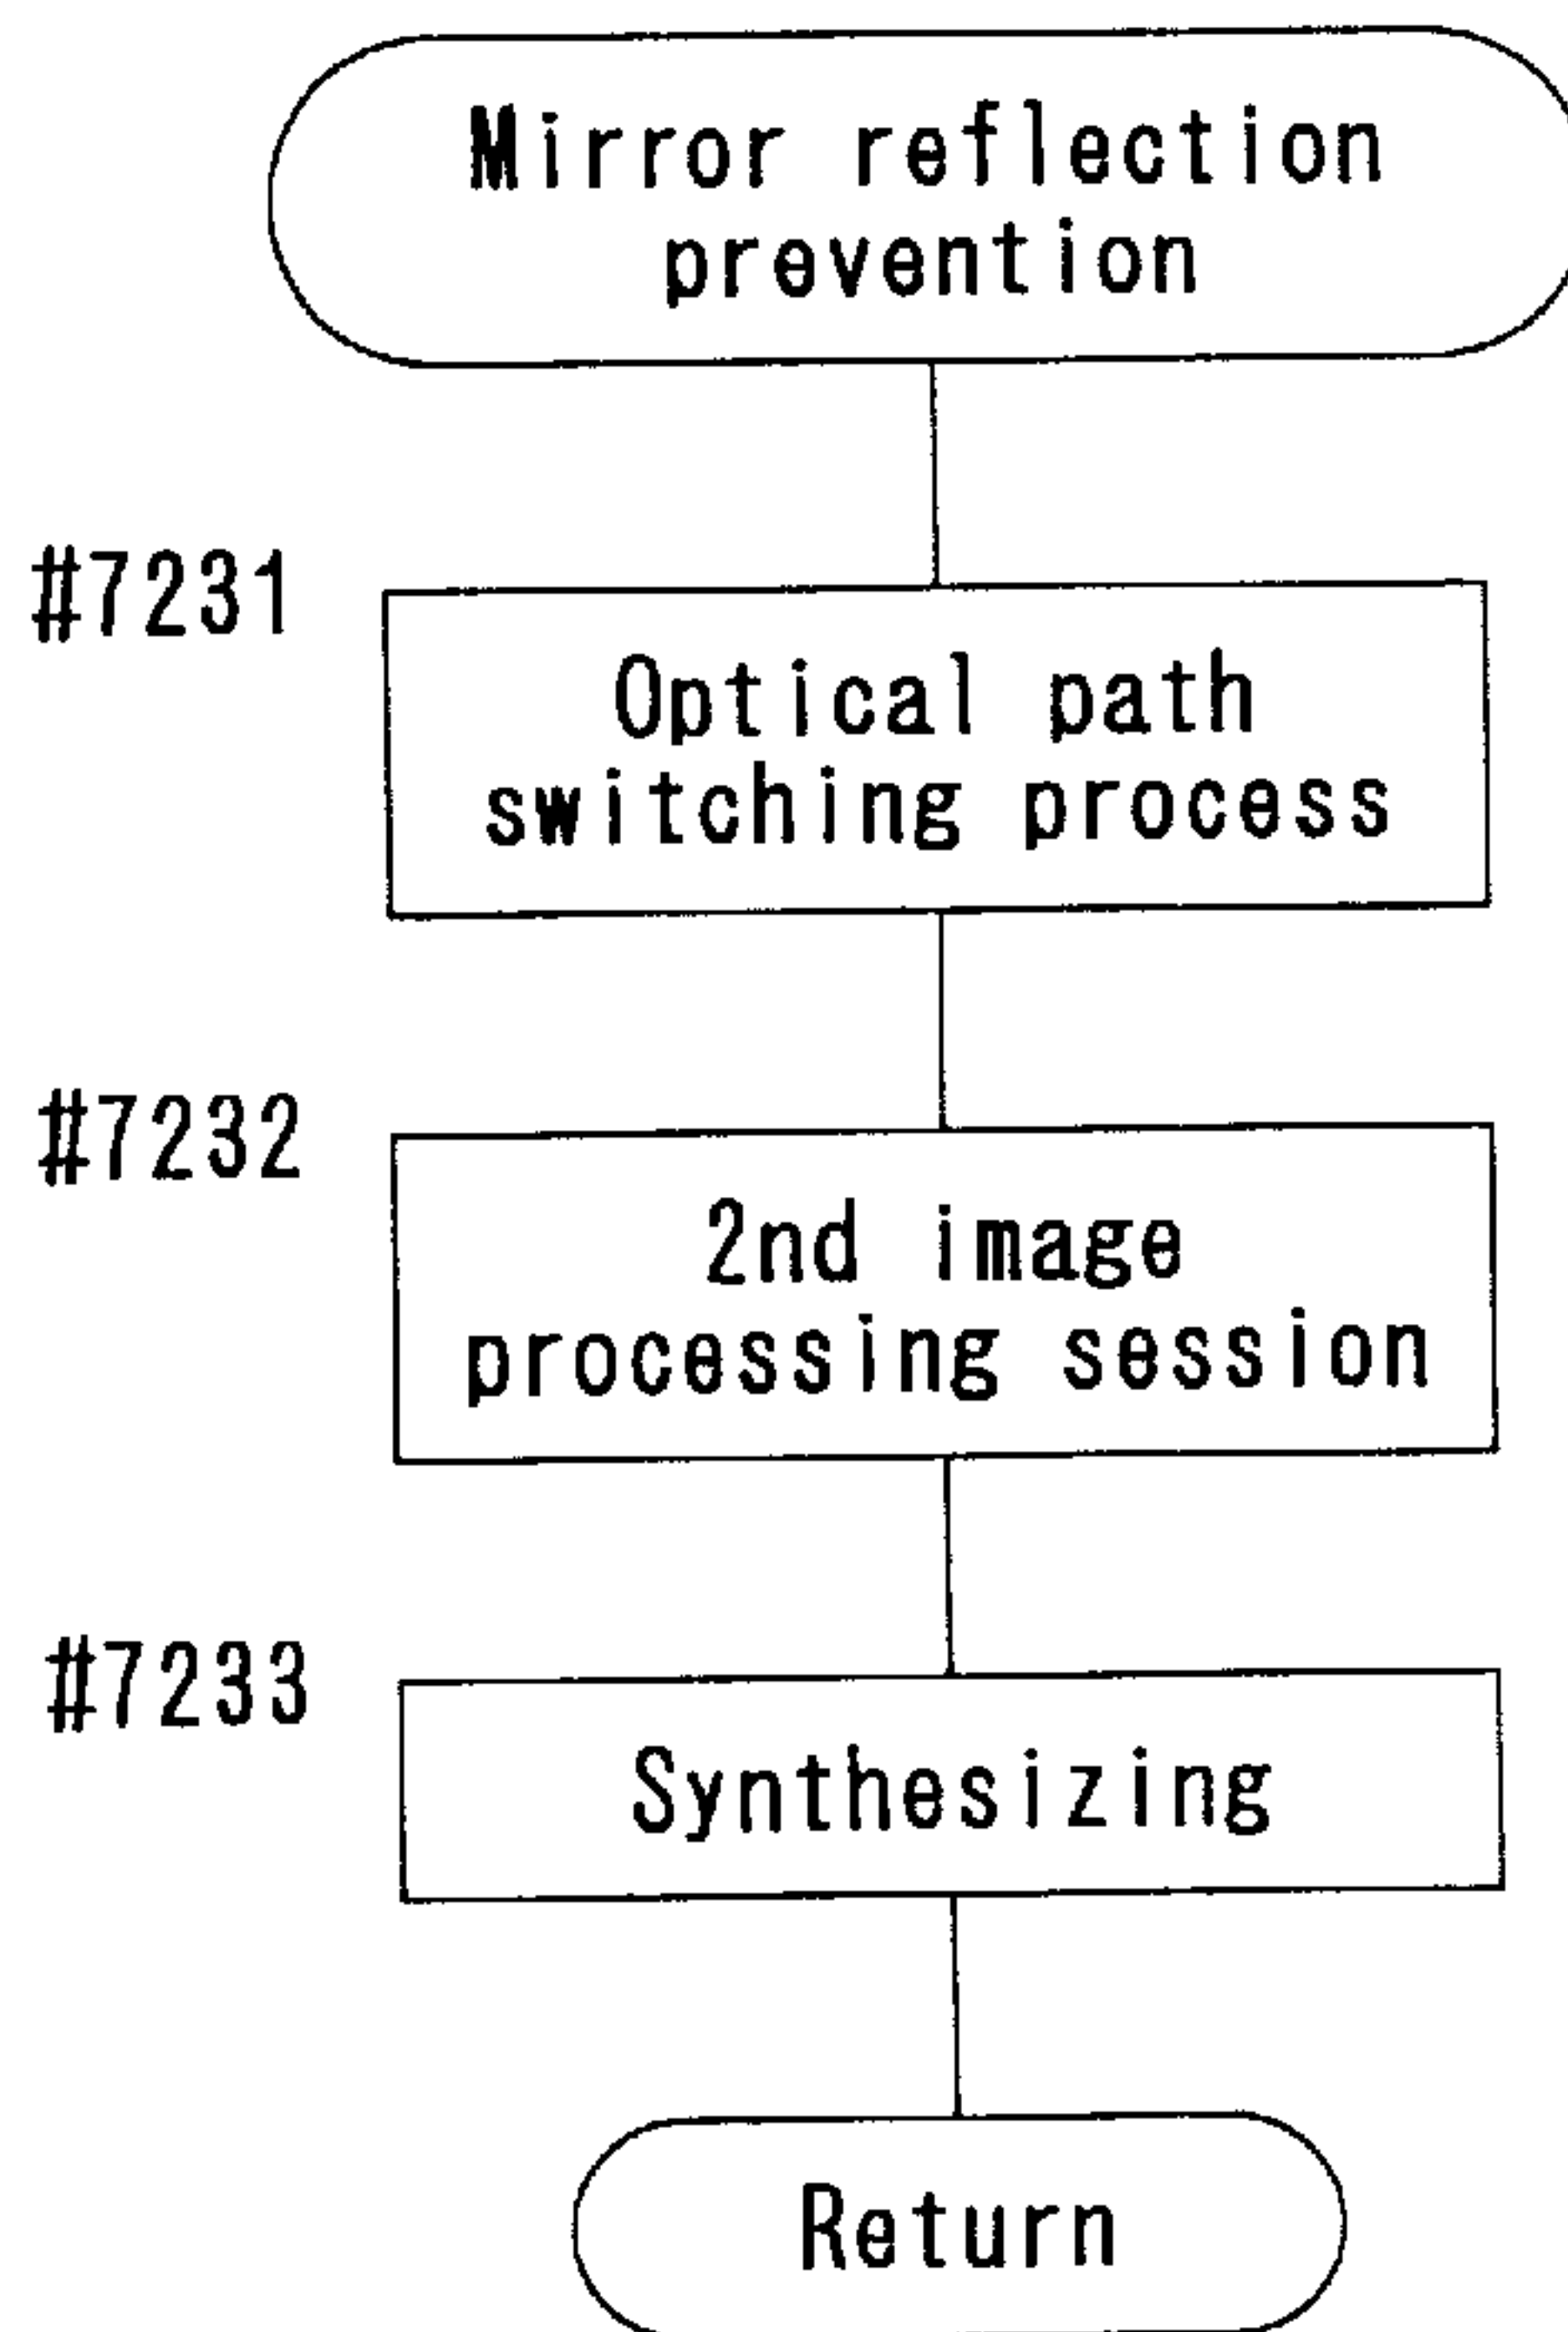 Mirror reflection
prevention
#7231
Optical path
switching process
#7232
2nd image
processing session
#7233
Synthesizing
Return